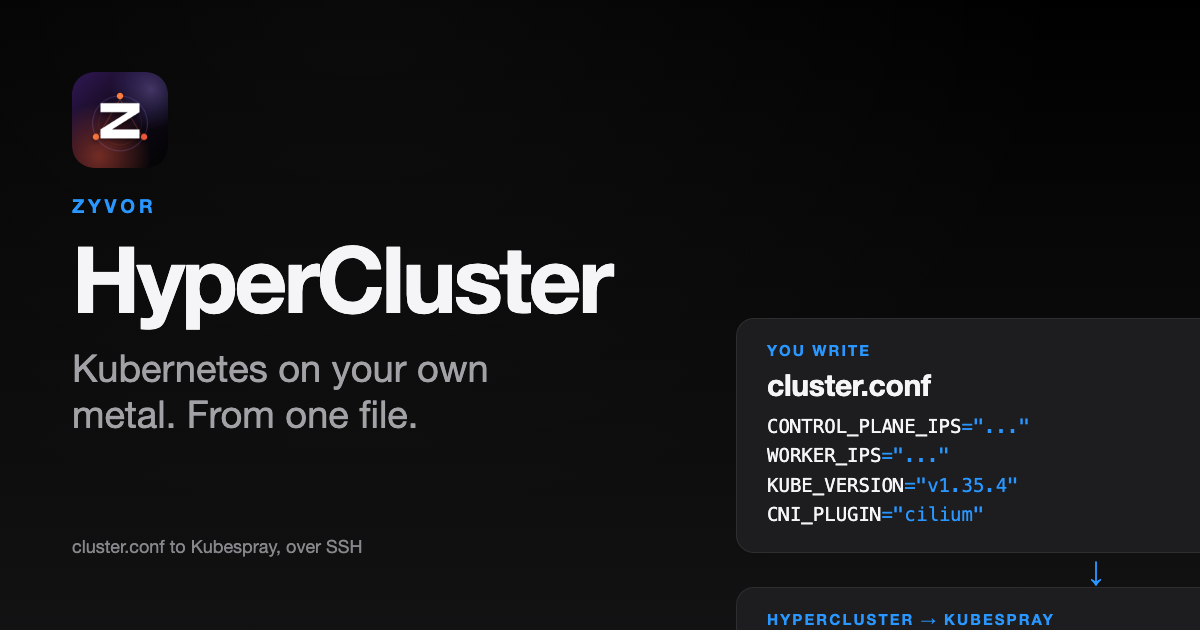 Z
ZYVOR
HyperCluster
Kubernetes on your own
metal. From one file.
cluster.conf to Kubespray, over SSH
YOU WRITE
cluster.conf
CONTROL_PLANE_IPS="..."
WORKER_IPS="..."
KUBE_VERSION="v1.35.4"
CNI_PLUGIN="cilium"
↓
HYPERCLUSTER → KUBESPRAY